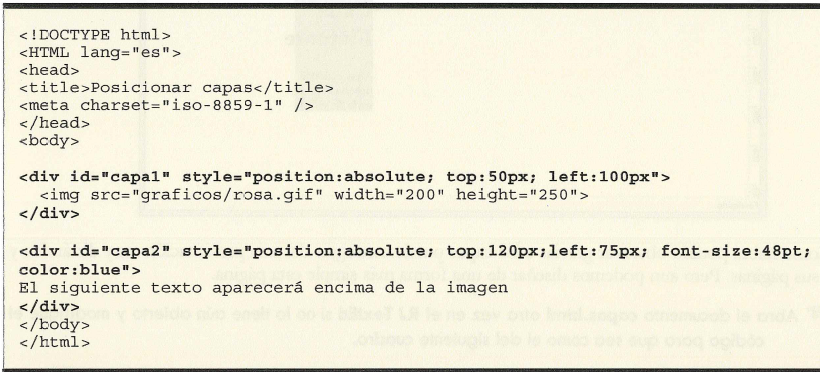 <!DOCTYPE html>
<HTML lang="es">
<head>
<title>Posicionar capas</title>
<meta charset="iso-8859-1" />
</head>
<body>
<div id="capa1" style="position:absolute; top:50px; left:100px">
<img src="graficos/rosa.gif" width="200" height="250">
</div>
<div id="capa2" style="position:absolute; top:120px;left:75px; font-size:48pt;
color:blue">
El siguiente texto aparecerá encima de la imagen
</div>
</body>
</html>